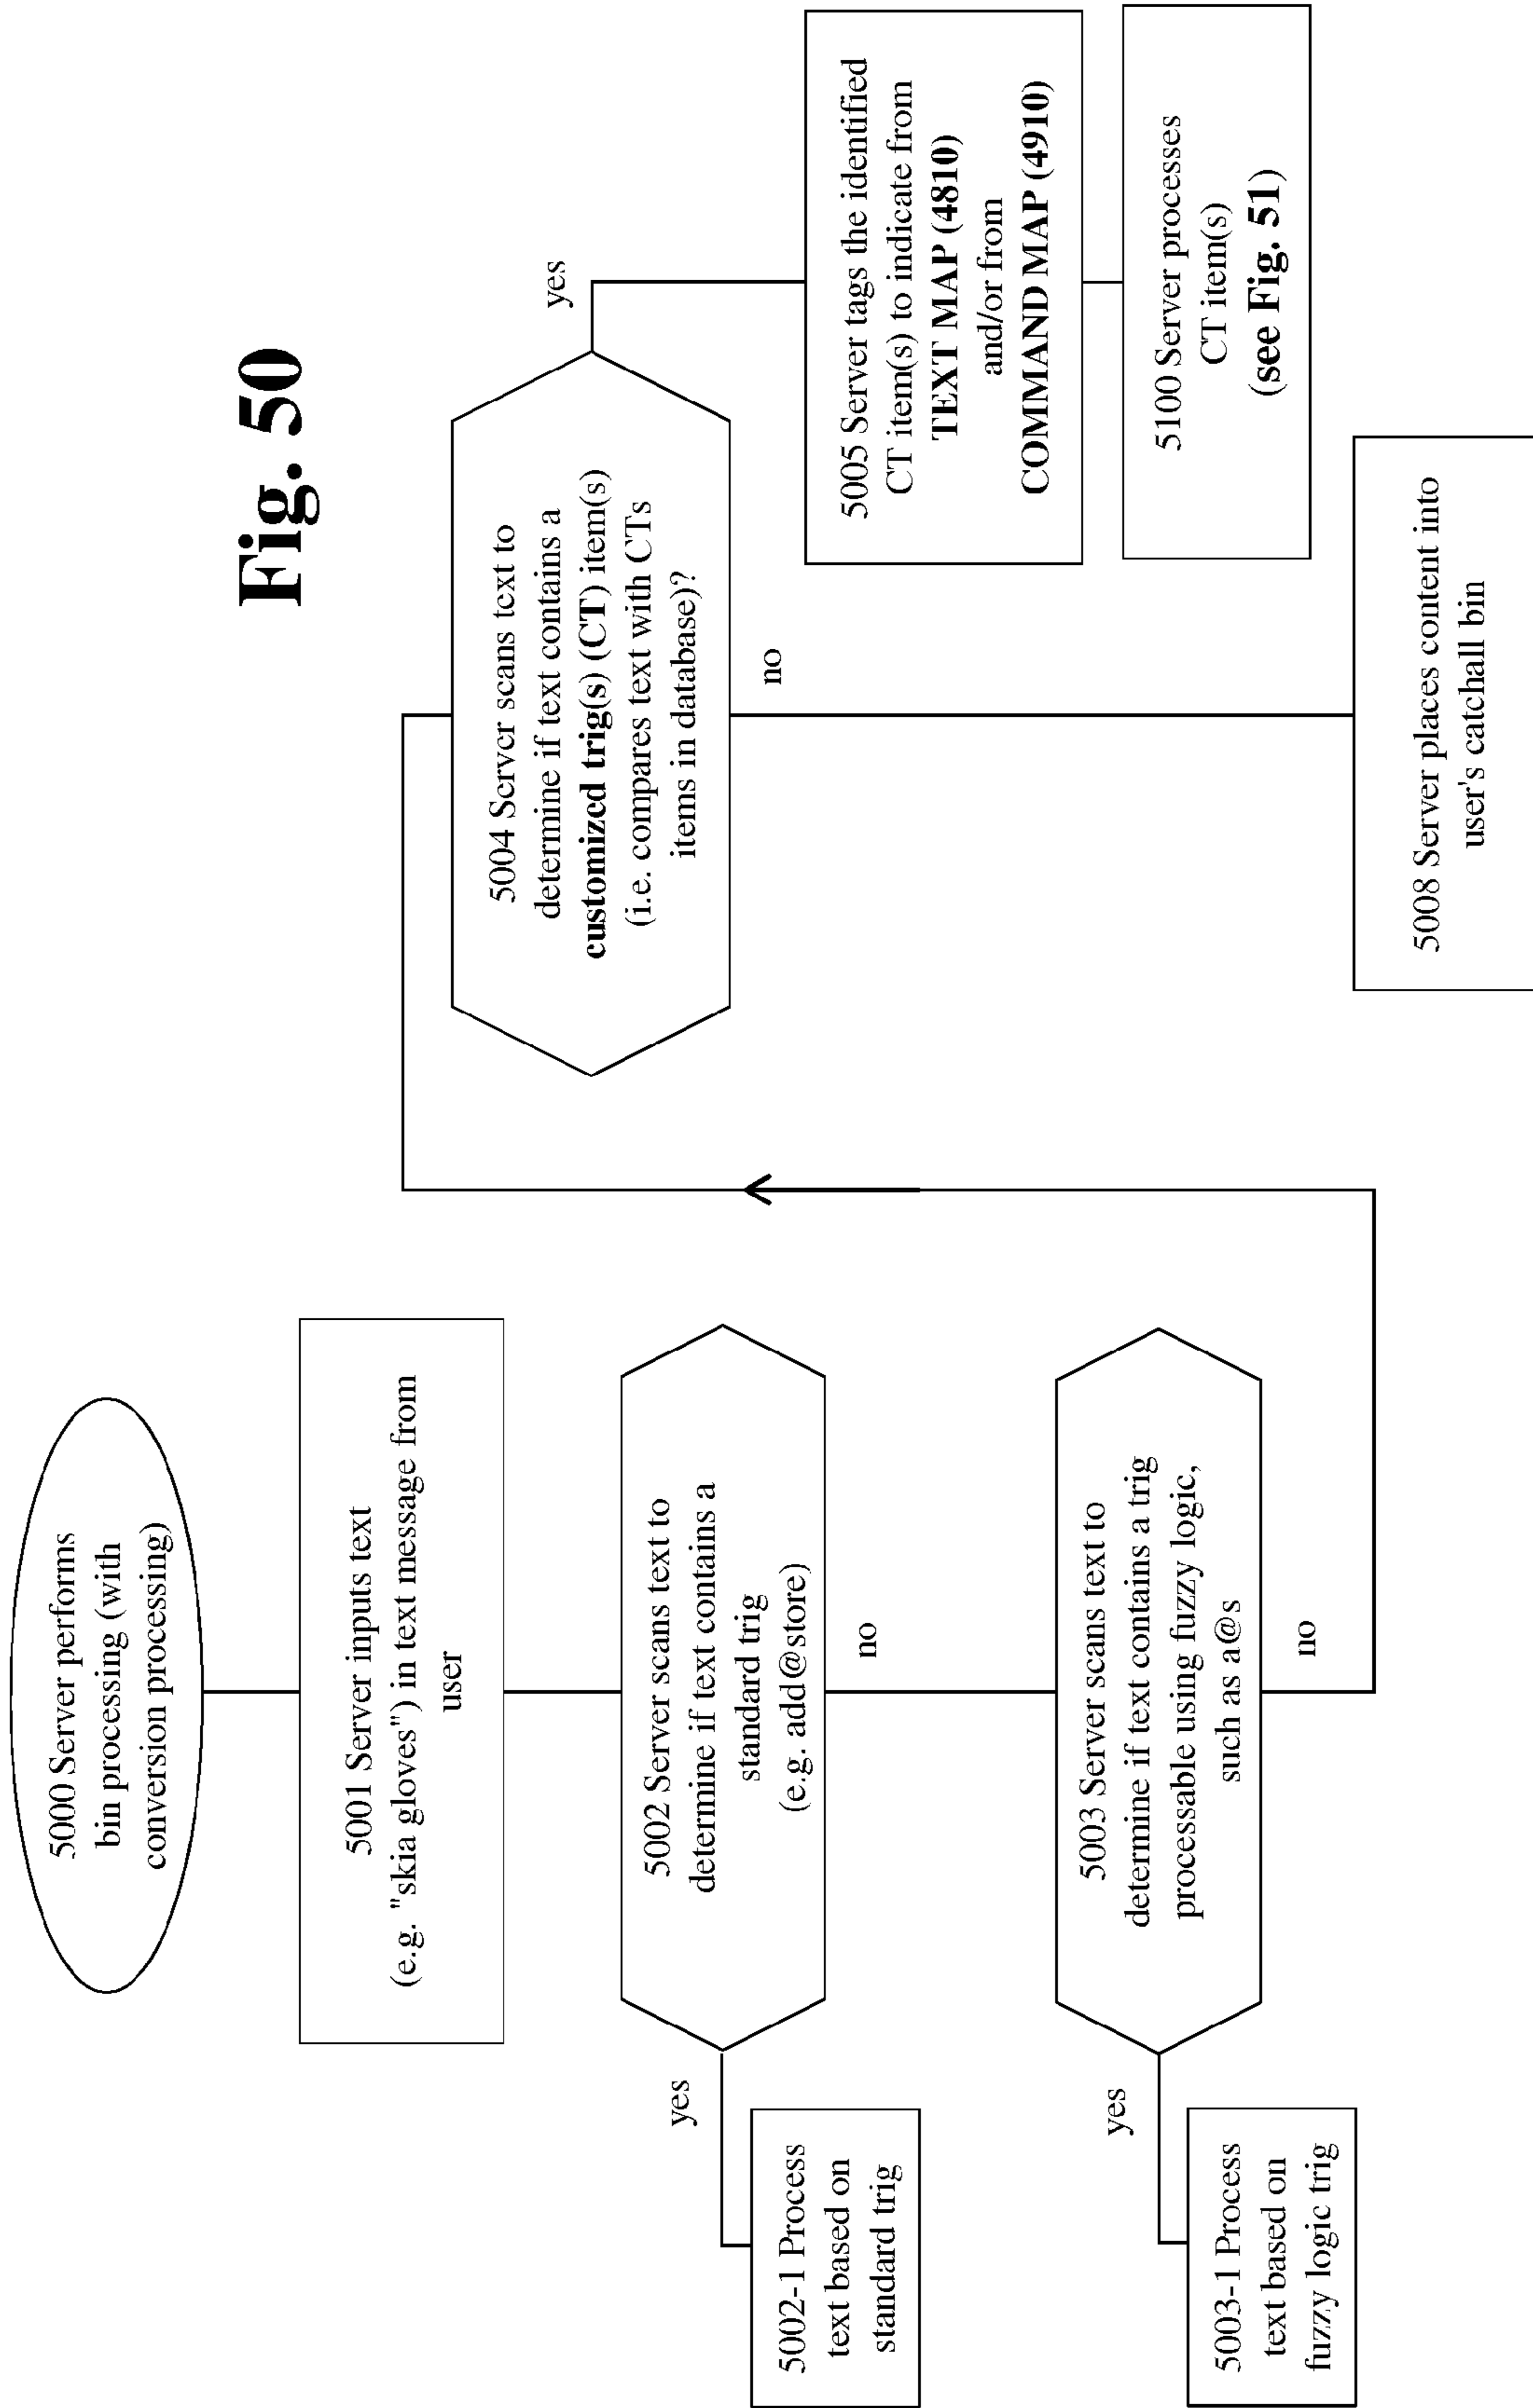 Fig. 50
5000 Server performs
bin processing (with
conversion processing)
5001 Server inputs text
(e.g. "skia gloves") in text message from
user
5002 Server scans text to
determine if text contains a
standard trig
(e.g. add@store)
yes
no
5002-1 Process
text based on
standard trig
5003 Server scans text to
determine if text contains a trig
processable using fuzzy logic,
such as a@s
yes
no
5003-1 Process
text based on
fuzzy logic trig
5004 Server scans text to
determine if text contains a
customized trig(s) (CT) item(s)
(i.e. compares text with CTs
items in database)?
yes
no
5005 Server tags the identified
CT item(s) to indicate from
TEXT MAP (4810)
and/or from
COMMAND MAP (4910)
5100 Server processes
CT item(s)
(see Fig. 51)
5008 Server places content into
user's catchall bin